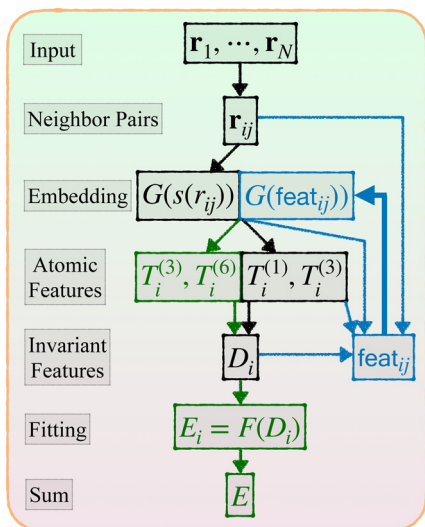 Input
𝐫₁, ⋯, 𝐫_N
Neighbor Pairs
𝐫ᵢⱼ
Embedding
G(s(rᵢⱼ)) G(featᵢⱼ))
Atomic
Features
Tᵢ⁽³⁾, Tᵢ⁽⁶⁾ Tᵢ⁽¹⁾, Tᵢ⁽³⁾
Invariant
Features
Dᵢ featᵢⱼ
Fitting
Eᵢ = F(Dᵢ)
Sum
E